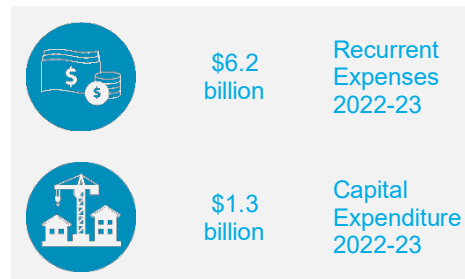 $
$
$6.2
billion
Recurrent
Expenses
2022-23
$1.3
billion
Capital
Expenditure
2022-23